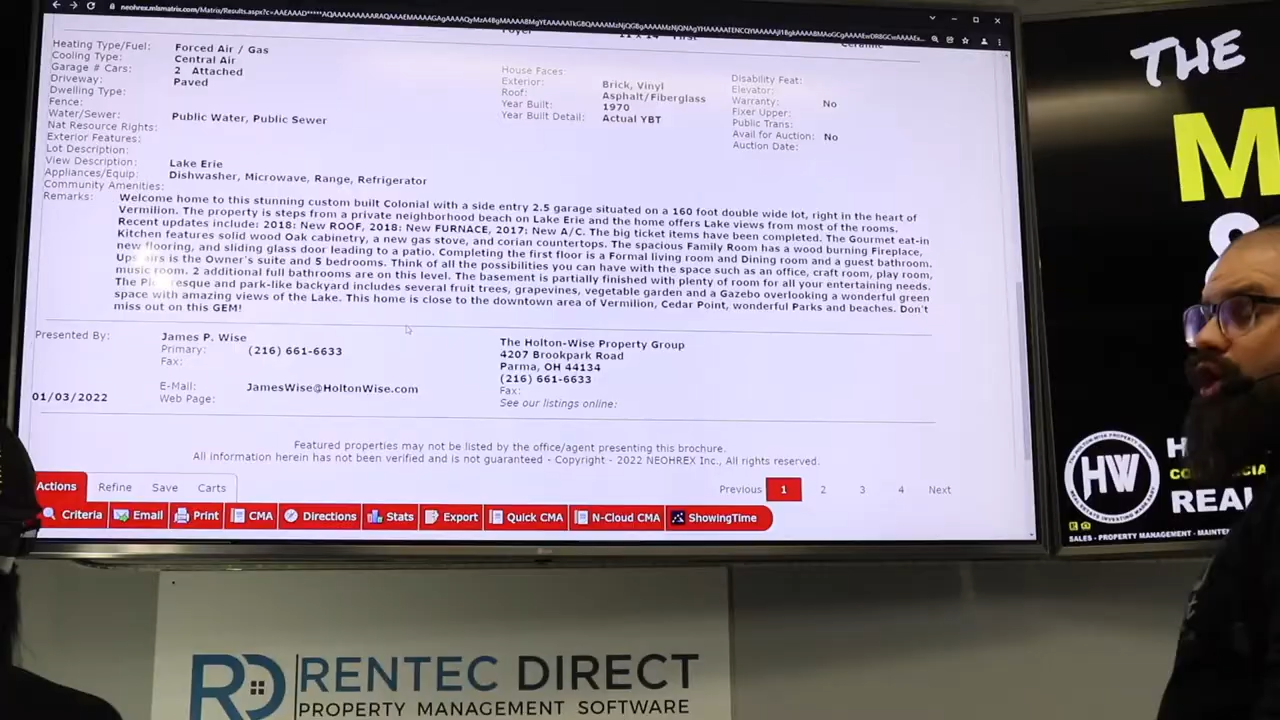 neohrex.mlsmatrix.com/Matrix/Results.aspx?c=
Heating Type/Fuel: Forced Air / Gas
Cooling Type: Central Air
Garage # Cars: 2 Attached
Driveway: Paved
Dwelling Type:
Fence:
Water/Sewer: Public Water, Public Sewer
Nat Resource Rights:
Exterior Features:
Lot Description:
View Description: Lake Erie
Appliances/Equip: Dishwasher, Microwave, Range, Refrigerator
Community Amenities:
House Faces:
Exterior: Brick, Vinyl
Roof: Asphalt/Fiberglass
Year Built: 1970
Year Built Detail: Actual YBT
Disability Feat:
Elevator:
Warranty: No
Fixer Upper:
Public Trans:
Avail for Auction: No
Auction Date:
Remarks: Welcome home to this stunning custom built Colonial with a side entry 2.5 garage situated on a 160 foot double wide lot, right in the heart of
Vermilion. The property is steps from a private neighborhood beach on Lake Erie and the home offers Lake views from most of the rooms.
Recent updates include: 2018: New ROOF, 2018: New FURNACE, 2017: New A/C. The big ticket items have been completed. The Gourmet eat-in
Kitchen features solid wood Oak cabinetry, a new gas stove, and corian countertops. The spacious Family Room has a wood burning Fireplace,
new flooring, and sliding glass door leading to a patio. Completing the first floor is a Formal living room and Dining room and a guest bathroom.
Upstairs is the Owner's suite and 5 bedrooms. Think of all the possibilities you can have with the space such as an office, craft room, play room,
music room. 2 additional full bathrooms are on this level. The basement is partially finished with plenty of room for all your entertaining needs.
The Picturesque and park-like backyard includes several fruit trees, grapevines, vegetable garden and a Gazebo overlooking a wonderful green
space with amazing views of the Lake. This home is close to the downtown area of Vermilion, Cedar Point, wonderful Parks and beaches. Don't
miss out on this GEM!
Presented By: James P. Wise
Primary: (216) 661-6633
Fax:
E-Mail: JamesWise@HoltonWise.com
Web Page:
01/03/2022
The Holton-Wise Property Group
4207 Brookpark Road
Parma, OH 44134
(216) 661-6633
Fax:
See our listings online:
Featured properties may not be listed by the office/agent presenting this brochure.
All information herein has not been verified and is not guaranteed - Copyright - 2022 NEOHREX Inc., All rights reserved.
Actions Refine Save Carts
Previous 1 2 3 4 Next
Criteria Email Print CMA Directions Stats Export Quick CMA N-Cloud CMA ShowingTime
THE
M
&
HW
H
COMMERCIA
REAL
SALES - PROPERTY MANAGEMENT - MAINTEN
RD RENTEC DIRECT
PROPERTY MANAGEMENT SOFTWARE